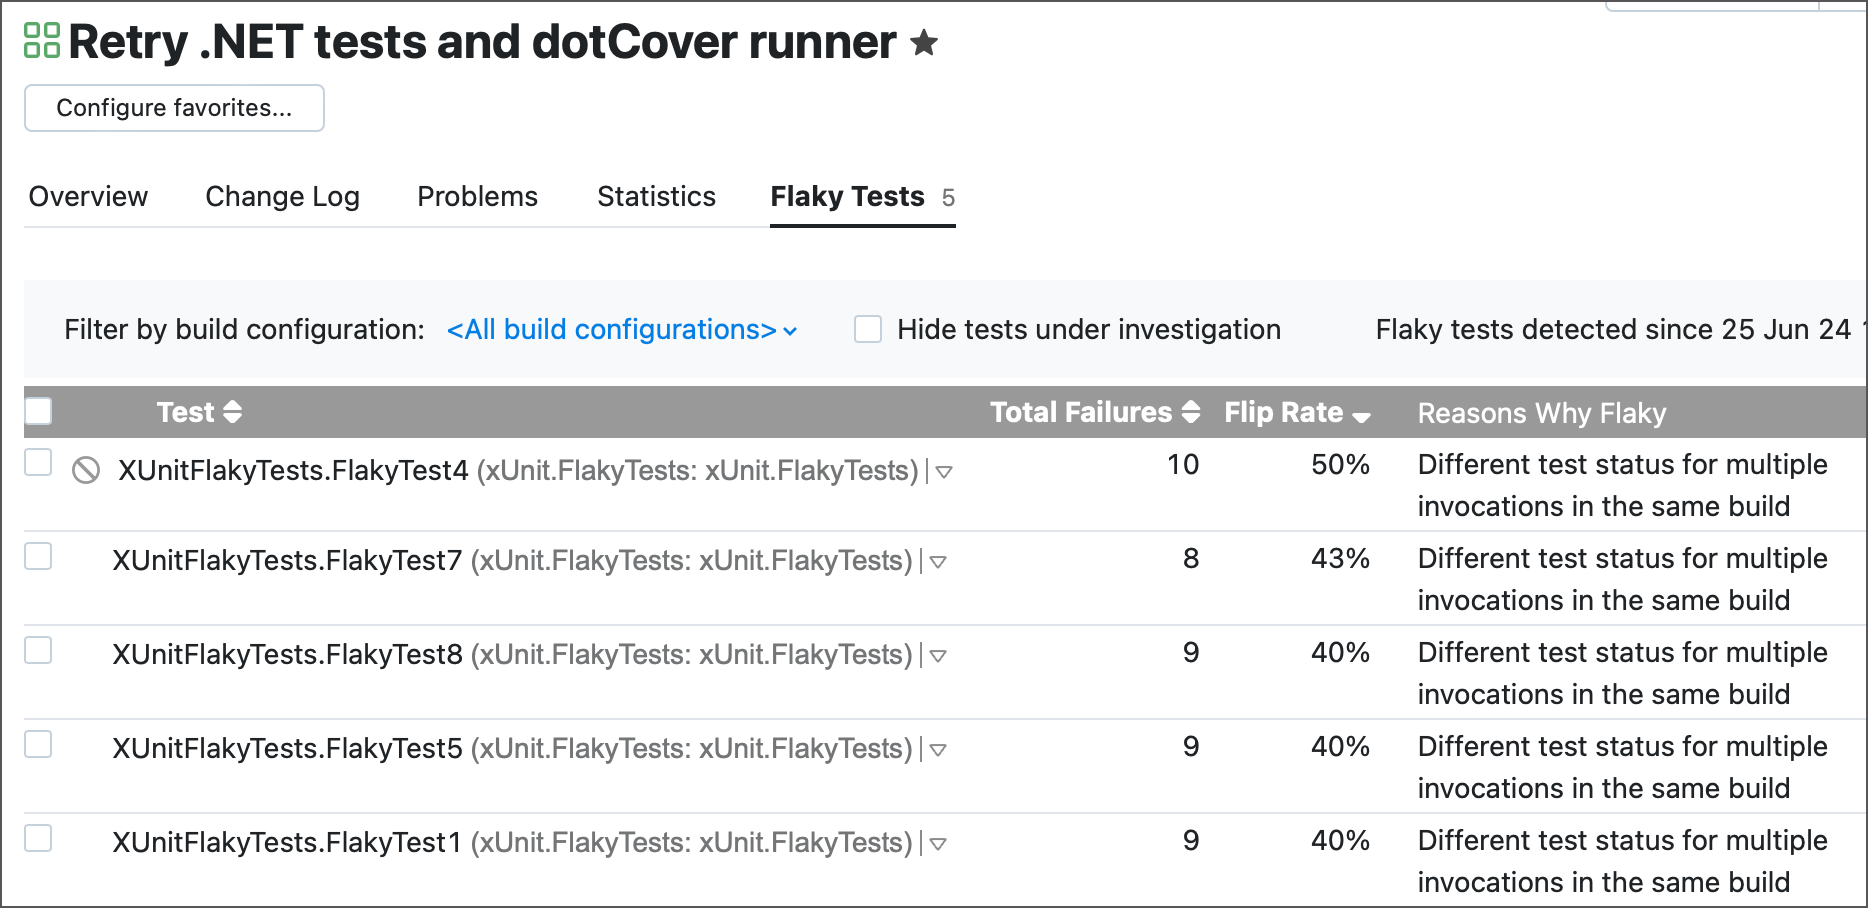 Retry .NET tests and dotCover runner
Configure favorites...
Overview Change Log Problems Statistics Flaky Tests 5
Filter by build configuration: <All build configurations> Hide tests under investigation Flaky tests detected since 25 Jun 24
Test Total Failures Flip Rate Reasons Why Flaky
XUnitFlakyTests.FlakyTest4 (xUnit.FlakyTests: xUnit.FlakyTests) 10 50% Different test status for multiple
invocations in the same build
XUnitFlakyTests.FlakyTest7 (xUnit.FlakyTests: xUnit.FlakyTests) 8 43% Different test status for multiple
invocations in the same build
XUnitFlakyTests.FlakyTest8 (xUnit.FlakyTests: xUnit.FlakyTests) 9 40% Different test status for multiple
invocations in the same build
XUnitFlakyTests.FlakyTest5 (xUnit.FlakyTests: xUnit.FlakyTests) 9 40% Different test status for multiple
invocations in the same build
XUnitFlakyTests.FlakyTest1 (xUnit.FlakyTests: xUnit.FlakyTests) 9 40% Different test status for multiple
invocations in the same build